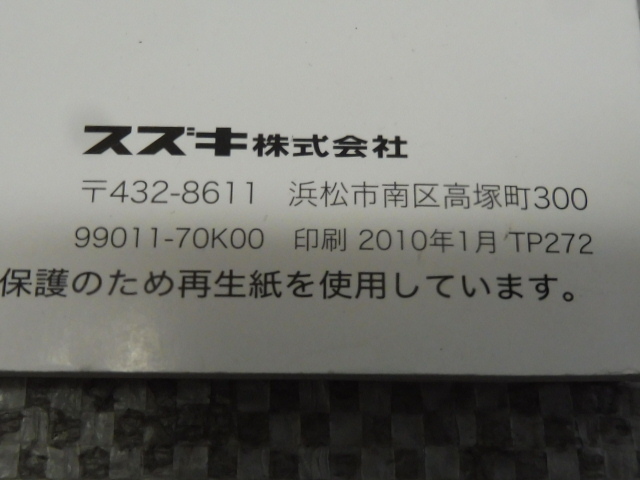 スズキ株式会社
〒432-8611 浜松市南区高塚町300
99011-70K00 印刷 2010年1月 TP272
保護のため再生紙を使用しています。